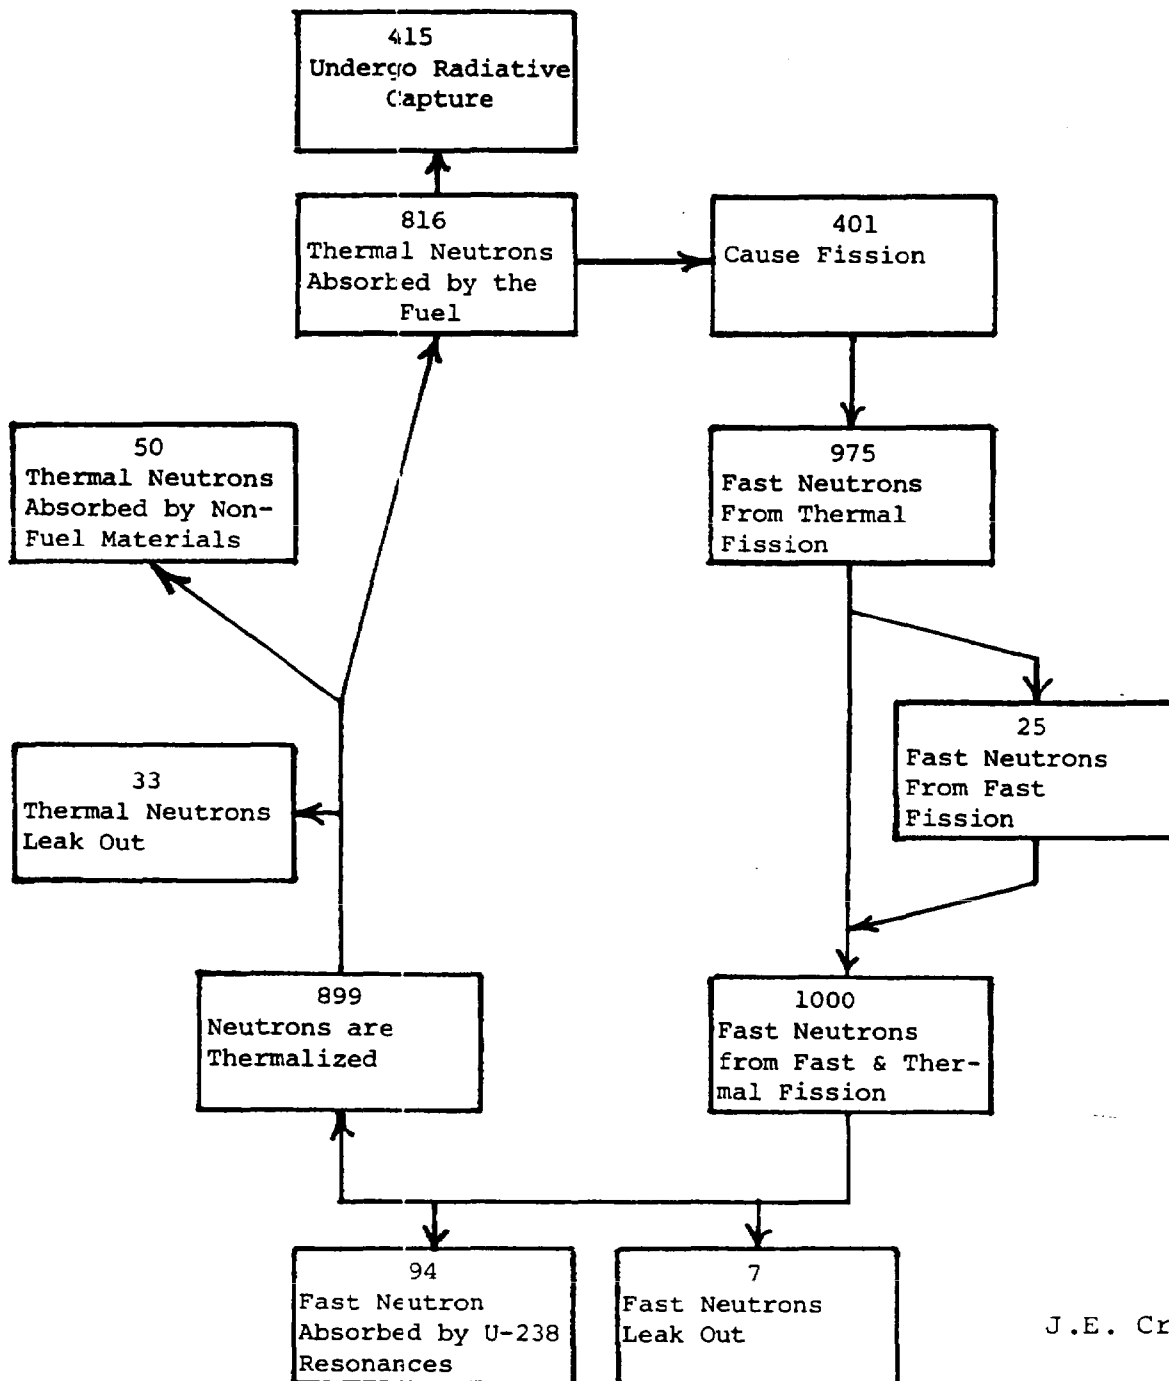 415
Undergo Radiative
Capture
816
Thermal Neutrons
Absorbed by the
Fuel
401
Cause Fission
50
Thermal Neutrons
Absorbed by Non-
Fuel Materials
975
Fast Neutrons
From Thermal
Fission
33
Thermal Neutrons
Leak Out
25
Fast Neutrons
From Fast
Fission
899
Neutrons are
Thermalized
1000
Fast Neutrons
from Fast & Ther-
mal Fission
94
Fast Neutron
Absorbed by U-238
Resonances
7
Fast Neutrons
Leak Out
J.E. Cr